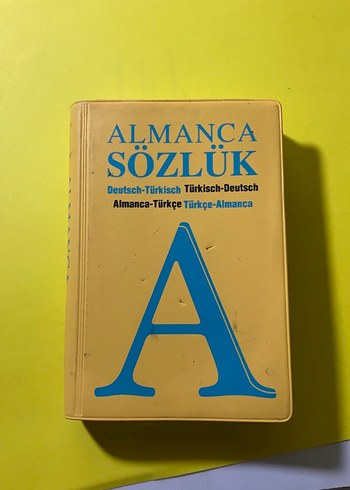 ALMANCA
SÖZLÜK
Deutsch-Türkisch Türkisch-Deutsch
Almanca-Türkçe Türkçe-Almanca
A